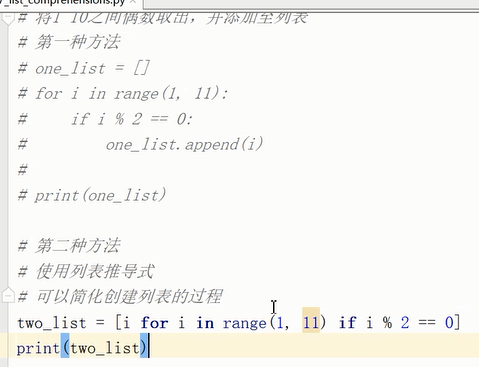 _list_comprehensions.py
# 将1 10之间偶数取出，并添加至列表
# 第一种方法
# one_list = []
# for i in range(1, 11):
#     if i % 2 == 0:
#         one_list.append(i)
#
# print(one_list)
# 第二种方法
# 使用列表推导式
# 可以简化创建列表的过程
two_list = [i for i in range(1, 11) if i % 2 == 0]
print(two_list)